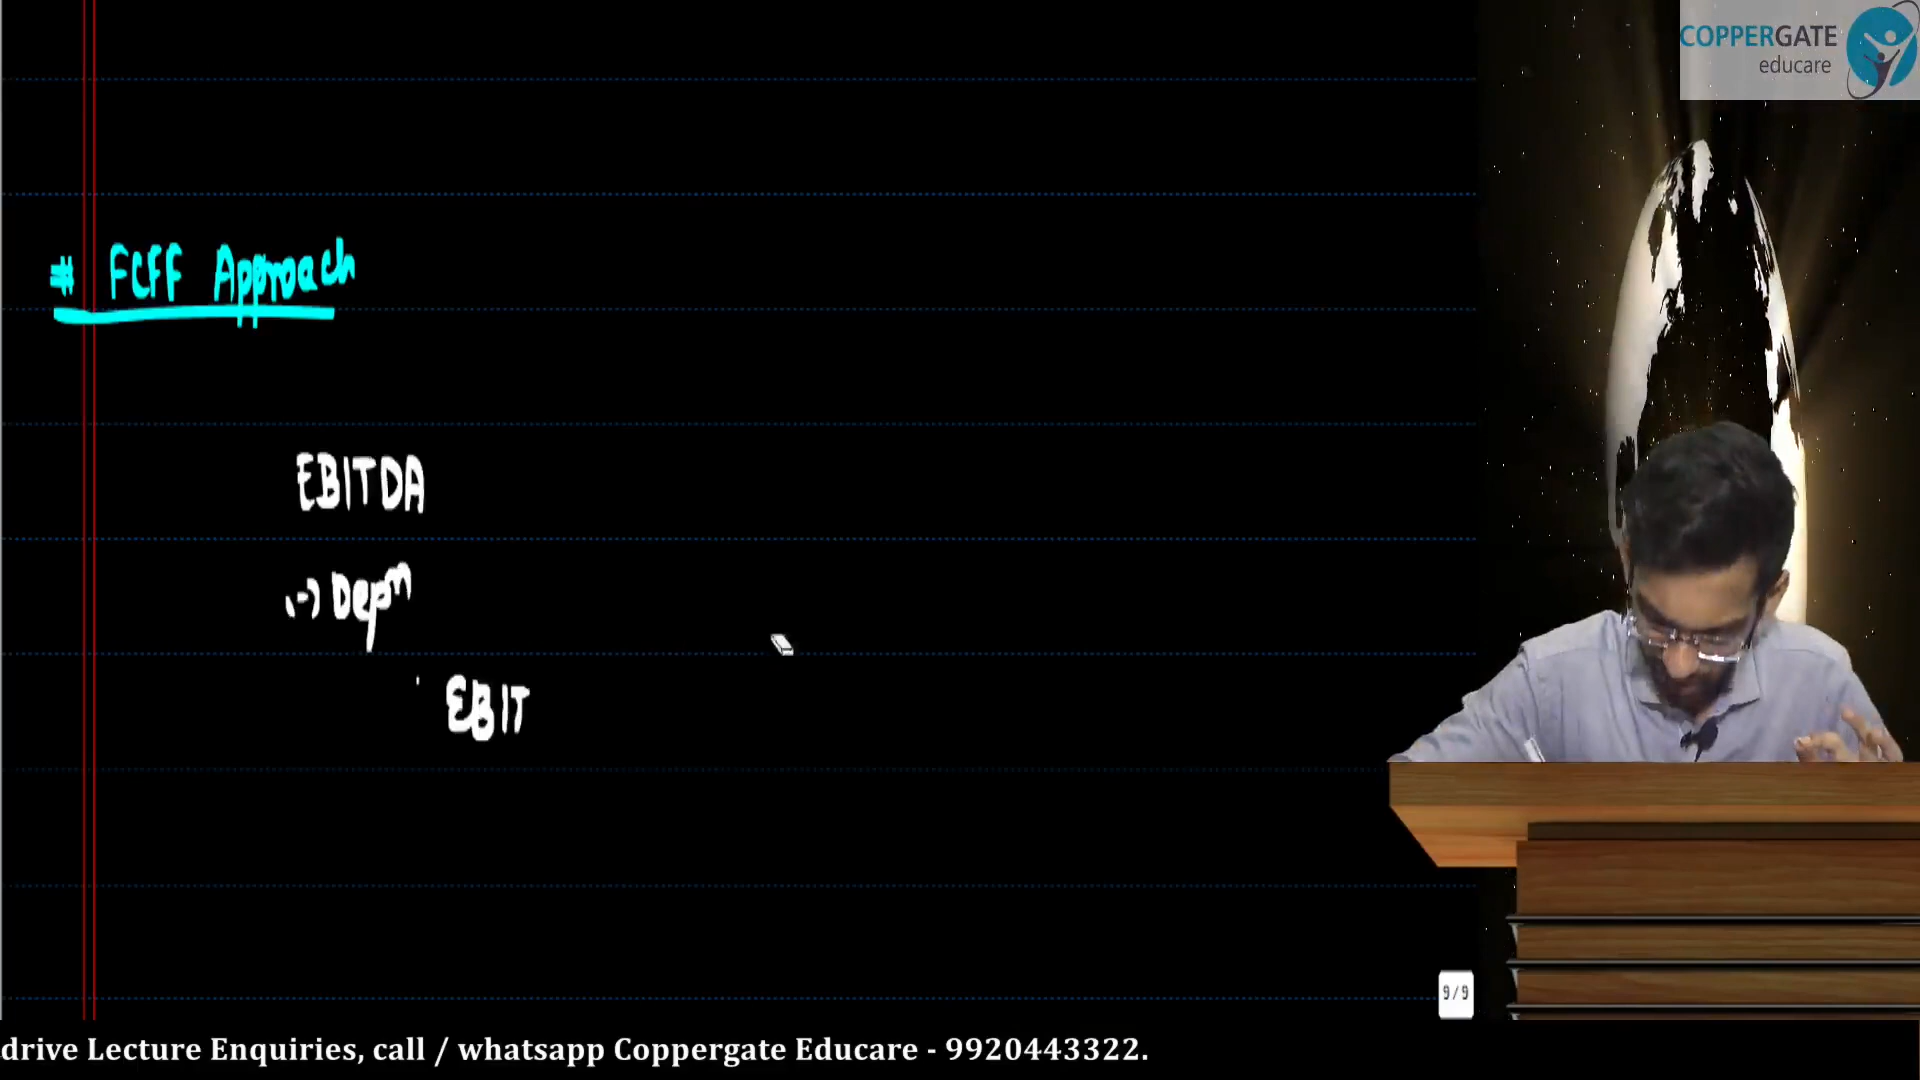 COPPERGATE
educare
# FCFF Approach
EBITDA
(-) Depn
EBIT
9/9
drive Lecture Enquiries, call / whatsapp Coppergate Educare - 9920443322.